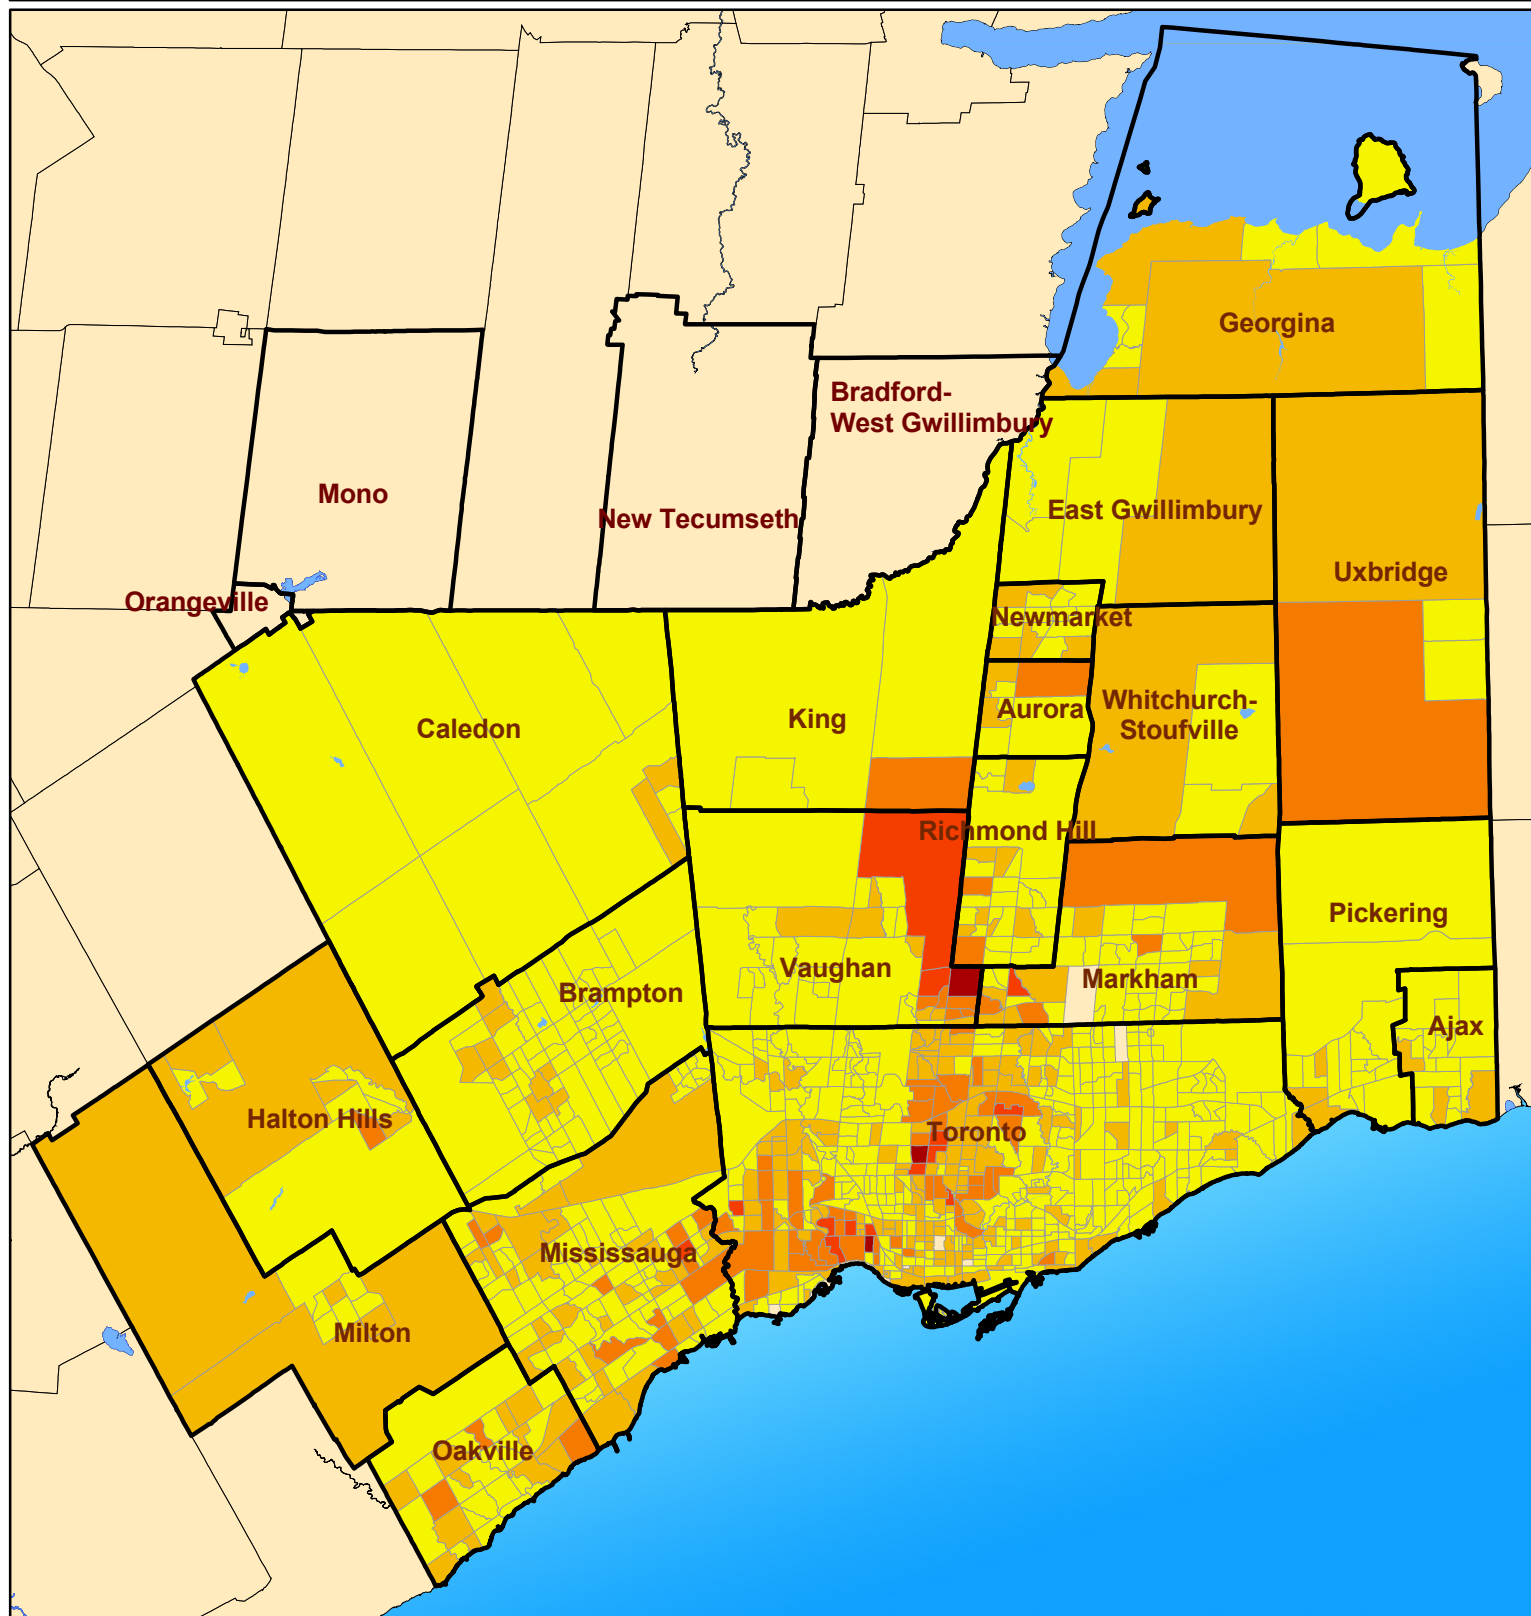 Georgina
Bradford-
West Gwillimbury
Mono
New Tecumseth
East Gwillimbury
Uxbridge
Orangeville
Newmarket
Caledon
King
Aurora
Whitchurch-
Stoufville
Richmond Hill
Pickering
Vaughan
Brampton
Markham
Ajax
Halton Hills
Toronto
Mississauga
Milton
Oakville